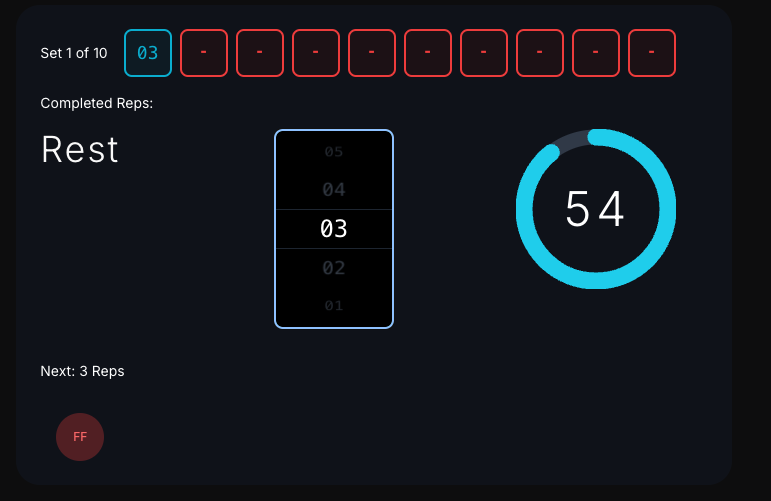 Set 1 of 10 03 - - - - - - - - -
Completed Reps:
Rest
05
04
03
02
01
54
Next: 3 Reps
FF